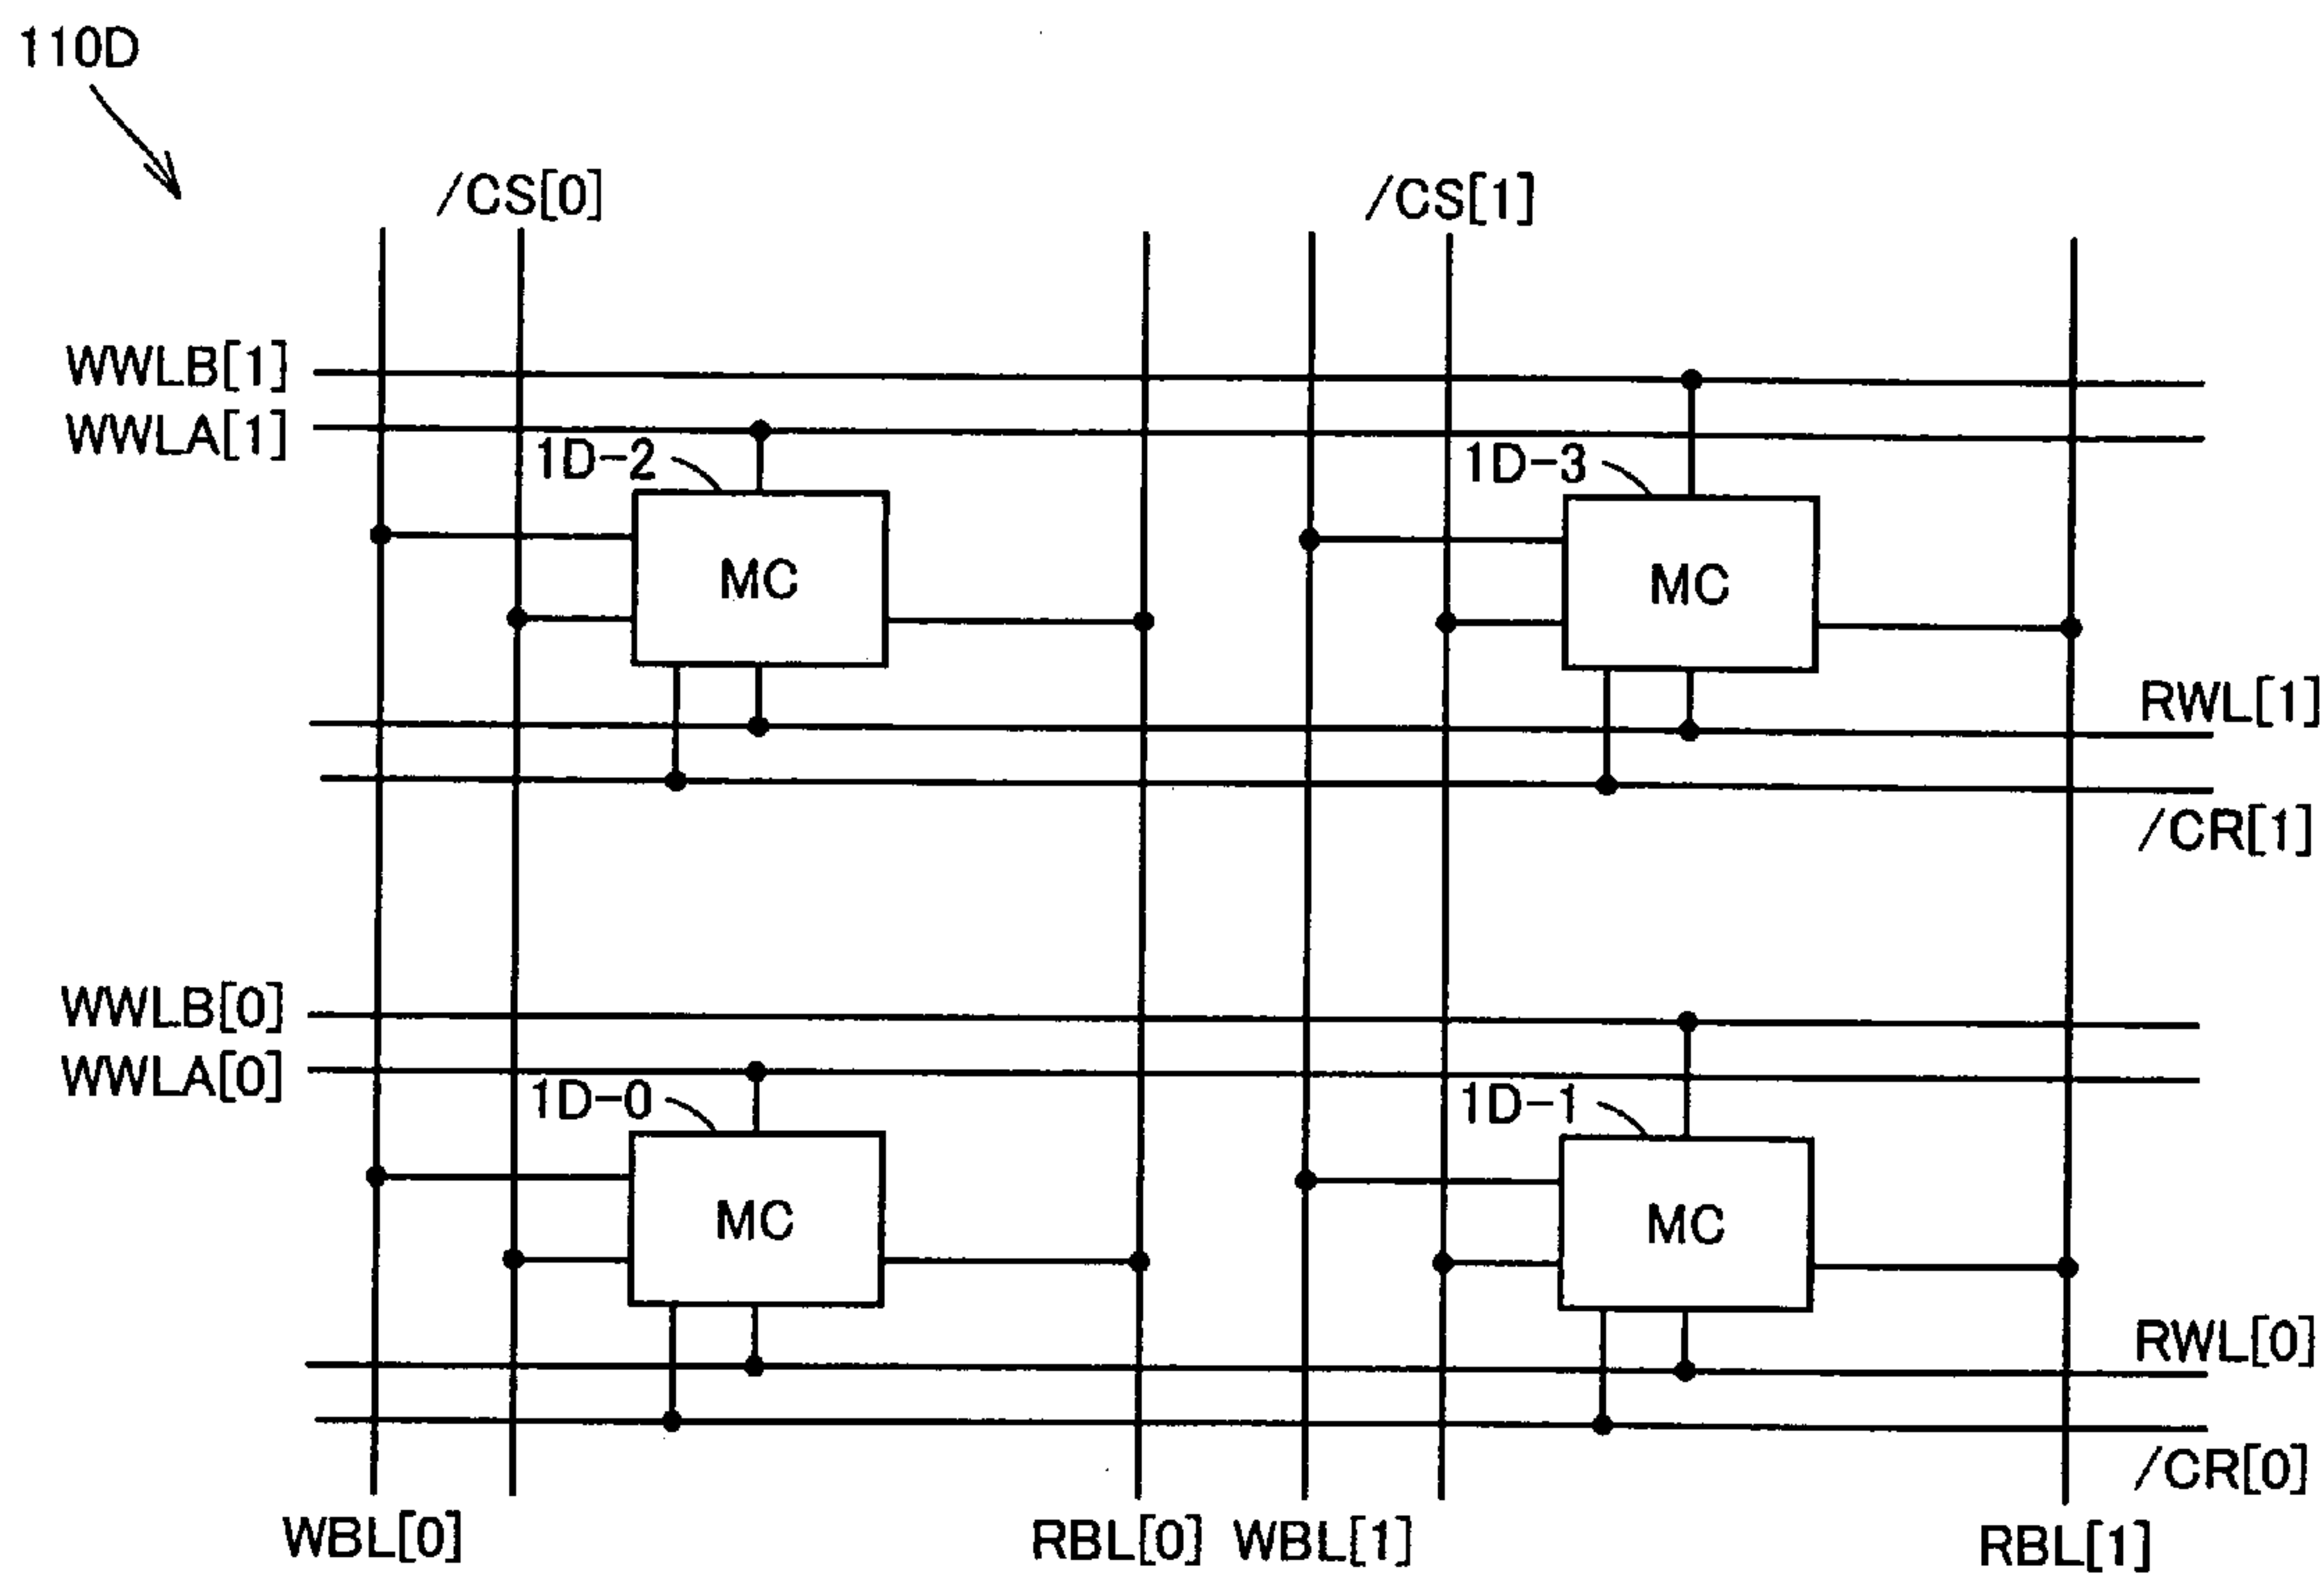 110D
/CS[0]
/CS[1]
WWLB[1]
WWLA[1]
1D-2
1D-3
MC
MC
RWL[1]
/CR[1]
WWLB[0]
WWLA[0]
1D-0
1D-1
MC
MC
RWL[0]
/CR[0]
WBL[0]
RBL[0]
WBL[1]
RBL[1]